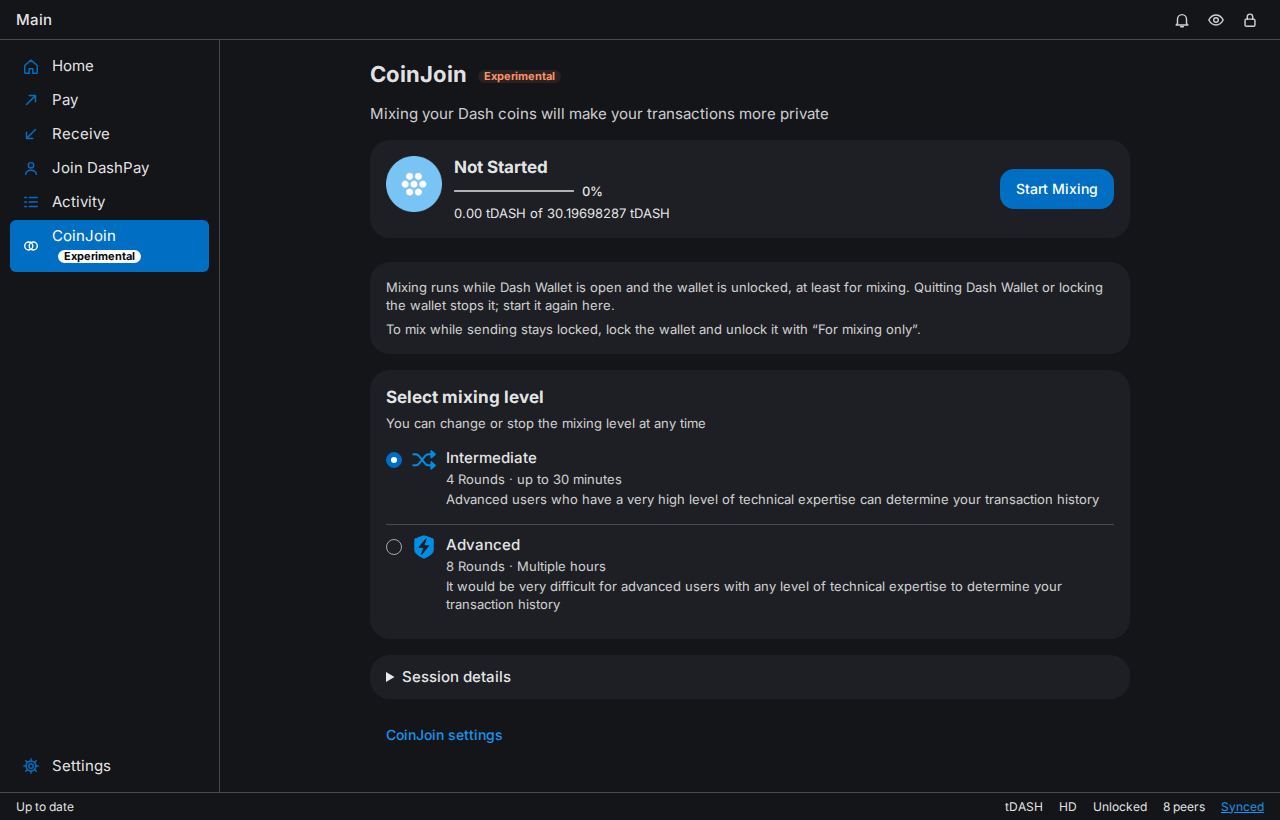 Main
Home
Pay
Receive
Join DashPay
Activity
CoinJoin
Experimental
Settings
CoinJoin Experimental
Mixing your Dash coins will make your transactions more private
Not Started
0%
0.00 tDASH of 30.19698287 tDASH
Start Mixing
Mixing runs while Dash Wallet is open and the wallet is unlocked, at least for mixing. Quitting Dash Wallet or locking
the wallet stops it; start it again here.
To mix while sending stays locked, lock the wallet and unlock it with “For mixing only”.
Select mixing level
You can change or stop the mixing level at any time
Intermediate
4 Rounds · up to 30 minutes
Advanced users who have a very high level of technical expertise can determine your transaction history
Advanced
8 Rounds · Multiple hours
It would be very difficult for advanced users with any level of technical expertise to determine your
transaction history
Session details
CoinJoin settings
Up to date
tDASH HD Unlocked 8 peers Synced